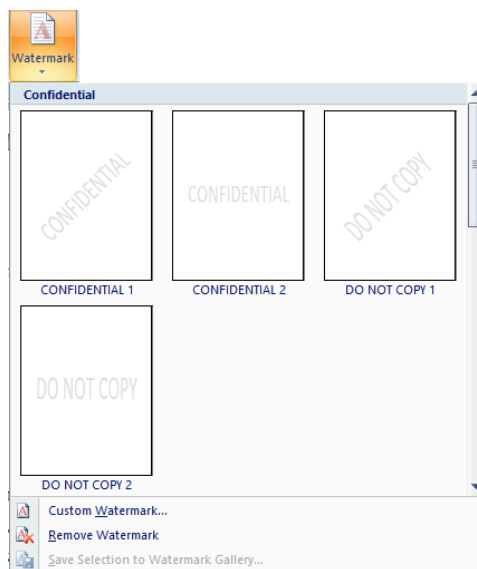 Watermark
Confidential
CONFIDENTIAL
CONFIDENTIAL
DO NOT COPY
CONFIDENTIAL 1
CONFIDENTIAL 2
DO NOT COPY 1
DO NOT COPY
DO NOT COPY 2
Custom Watermark...
Remove Watermark
Save Selection to Watermark Gallery...